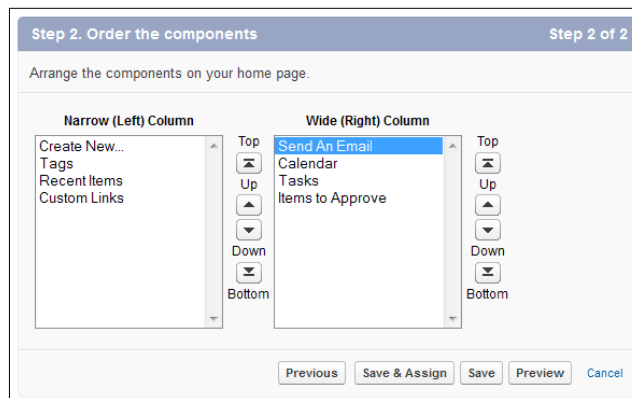 Step 2. Order the components
Step 2 of 2
Arrange the components on your home page.
Narrow (Left) Column
Create New...
Tags
Recent Items
Custom Links
Top
Up
Down
Bottom
Wide (Right) Column
Send An Email
Calendar
Tasks
Items to Approve
Top
Up
Down
Bottom
Previous
Save & Assign
Save
Preview
Cancel